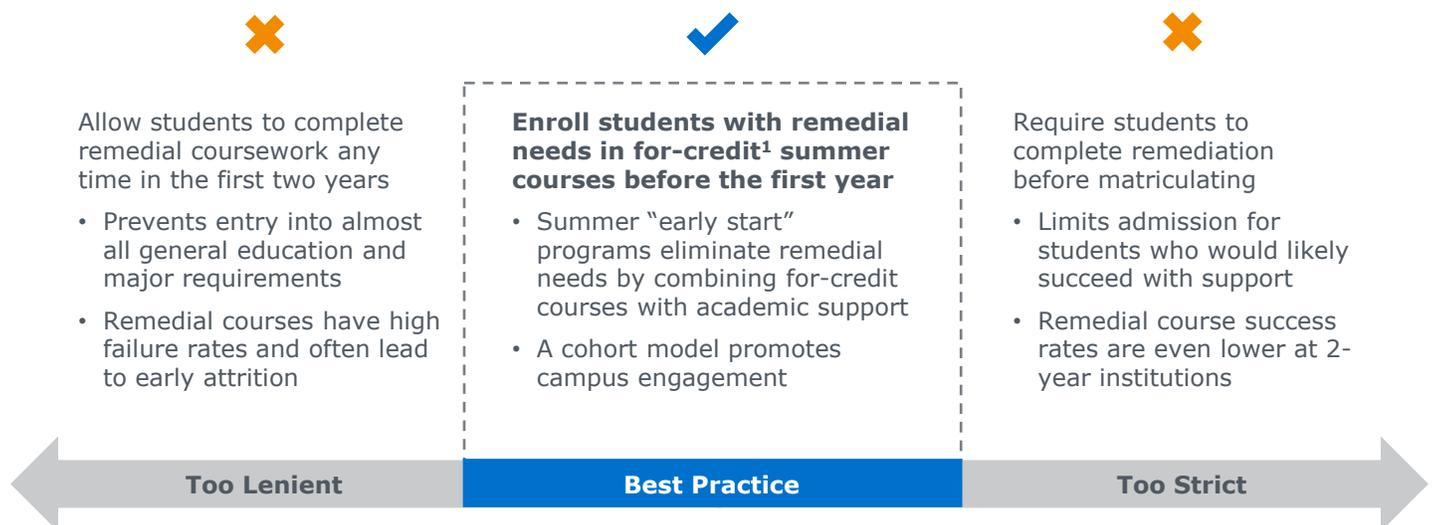 Allow students to complete
remedial coursework any
time in the first two years
• Prevents entry into almost
all general education and
major requirements
• Remedial courses have high
failure rates and often lead
to early attrition
Enroll students with remedial
needs in for-credit¹ summer
courses before the first year
• Summer “early start”
programs eliminate remedial
needs by combining for-credit
courses with academic support
• A cohort model promotes
campus engagement
Require students to
complete remediation
before matriculating
• Limits admission for
students who would likely
succeed with support
• Remedial course success
rates are even lower at 2-
year institutions
Too Lenient
Best Practice
Too Strict